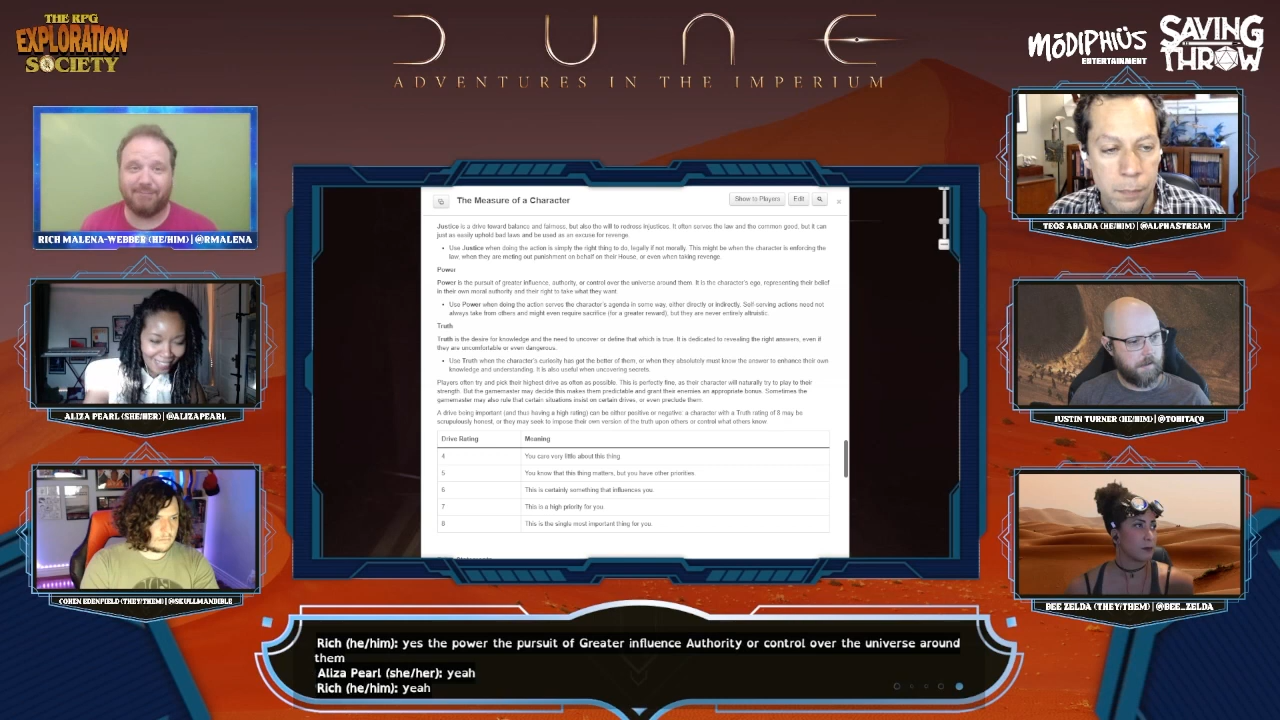 THE RPG
EXPLORATION
SOCIETY
DUNE
ADVENTURES IN THE IMPERIUM
MŌDIPHIÜS
ENTERTAINMENT
SAVING
THROW
RICH MALENA-WEBBER (HE/HIM) | @RMALENA
TEOS ABADIA (HE/HIM) | @ALPHASTREAM
ALIZA PEARL (SHE/HER) | @ALIZAPEARL
JUSTIN TURNER (HE/HIM) | @TOBITACO
COHEN EDENFIELD (THEY/THEM) | @SKULLMANDIBLE
BEE ZELDA (THEY/THEM) | @BEE_ZELDA
The Measure of a Character
Show to Players
Edit
Justice is a drive toward balance and fairness, but also the will to redress injustices. It often serves the law and the common good, but it can
just as easily uphold bad laws and be used as an excuse for revenge.
• Use Justice when doing the action is simply the right thing to do, legally if not morally. This might be when the character is enforcing the
law, when they are meting out punishment on behalf on their House, or even when taking revenge.
Power
Power is the pursuit of greater influence, authority, or control over the universe around them. It is the character's ego, representing their belief
in their own moral authority and their right to take what they want.
• Use Power when doing the action serves the character's agenda in some way, either directly or indirectly. Self-serving actions need not
always take from others and might even require sacrifice (for a greater reward), but they are never entirely altruistic.
Truth
Truth is the desire for knowledge and the need to uncover or define that which is true. It is dedicated to revealing the right answers, even if
they are uncomfortable or even dangerous.
• Use Truth when the character's curiosity has got the better of them, or when they absolutely must know the answer to enhance their own
knowledge and understanding. It is also useful when uncovering secrets.
Players often try and pick their highest drive as often as possible. This is perfectly fine, as their character will naturally try to play to their
strength. But the gamemaster may decide this makes them predictable and grant their enemies an appropriate bonus. Sometimes the
gamemaster may also rule that certain situations insist on certain drives, or even preclude them.
A drive being important (and thus having a high rating) can be either positive or negative: a character with a Truth rating of 8 may be
scrupulously honest, or they may seek to impose their own version of the truth upon others or control what others know
Drive Rating Meaning
4 You care very little about this thing
5 You know that this thing matters, but you have other priorities.
6 This is certainly something that influences you.
7 This is a high priority for you.
8 This is the single most important thing for you.
Rich (he/him): yes the power the pursuit of Greater influence Authority or control over the universe around
them
Aliza Pearl (she/her): yeah
Rich (he/him): yeah